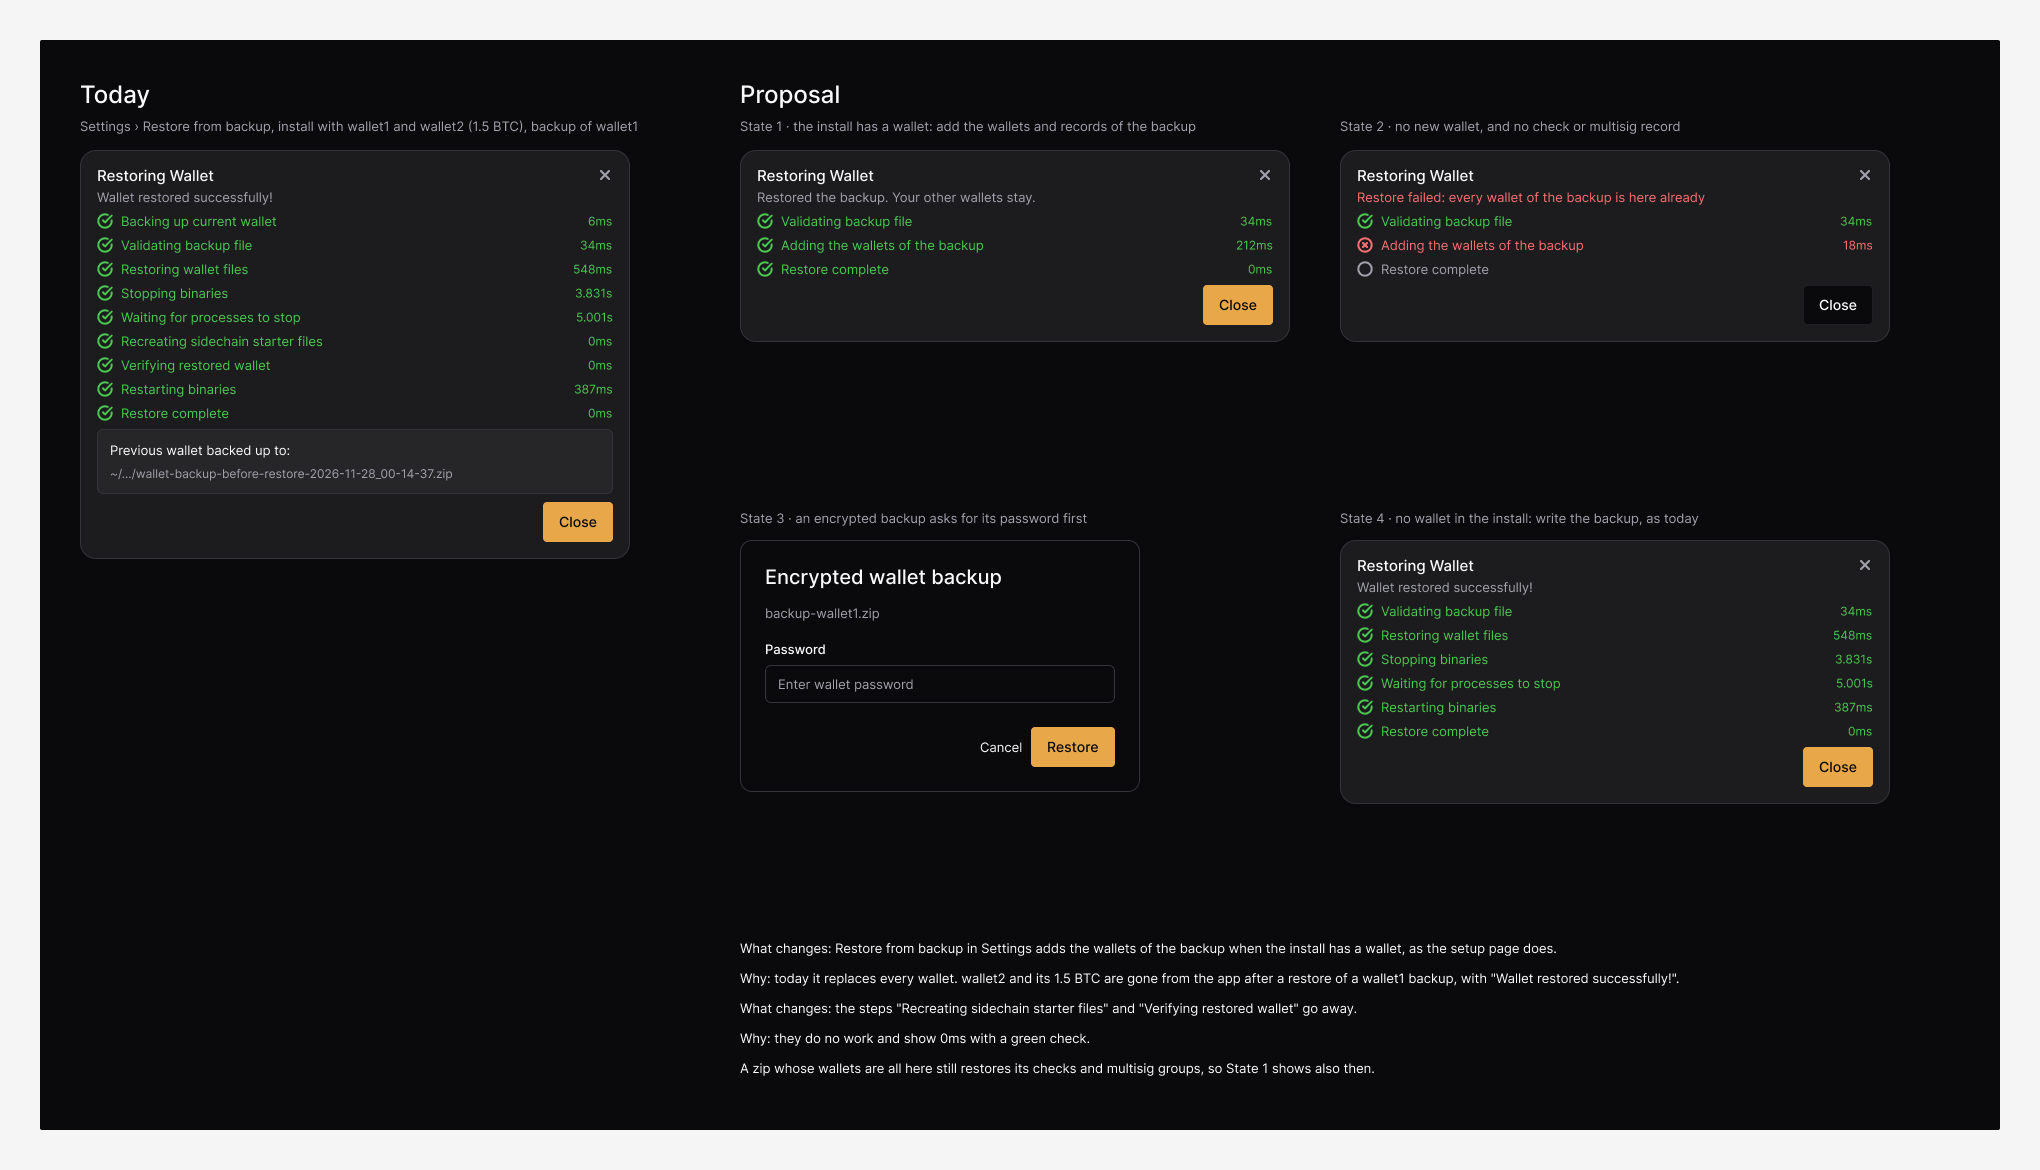 Today
Settings › Restore from backup, install with wallet1 and wallet2 (1.5 BTC), backup of wallet1
Restoring Wallet
Wallet restored successfully!
Backing up current wallet 6ms
Validating backup file 34ms
Restoring wallet files 548ms
Stopping binaries 3.831s
Waiting for processes to stop 5.001s
Recreating sidechain starter files 0ms
Verifying restored wallet 0ms
Restarting binaries 387ms
Restore complete 0ms
Previous wallet backed up to:
~/.../wallet-backup-before-restore-2026-11-28_00-14-37.zip
Close
Proposal
State 1 · the install has a wallet: add the wallets and records of the backup
Restoring Wallet
Restored the backup. Your other wallets stay.
Validating backup file 34ms
Adding the wallets of the backup 212ms
Restore complete 0ms
Close
State 2 · no new wallet, and no check or multisig record
Restoring Wallet
Restore failed: every wallet of the backup is here already
Validating backup file 34ms
Adding the wallets of the backup 18ms
Restore complete
Close
State 3 · an encrypted backup asks for its password first
Encrypted wallet backup
backup-wallet1.zip
Password
Enter wallet password
Cancel Restore
State 4 · no wallet in the install: write the backup, as today
Restoring Wallet
Wallet restored successfully!
Validating backup file 34ms
Restoring wallet files 548ms
Stopping binaries 3.831s
Waiting for processes to stop 5.001s
Restarting binaries 387ms
Restore complete 0ms
Close
What changes: Restore from backup in Settings adds the wallets of the backup when the install has a wallet, as the setup page does.
Why: today it replaces every wallet. wallet2 and its 1.5 BTC are gone from the app after a restore of a wallet1 backup, with "Wallet restored successfully!".
What changes: the steps "Recreating sidechain starter files" and "Verifying restored wallet" go away.
Why: they do no work and show 0ms with a green check.
A zip whose wallets are all here still restores its checks and multisig groups, so State 1 shows also then.